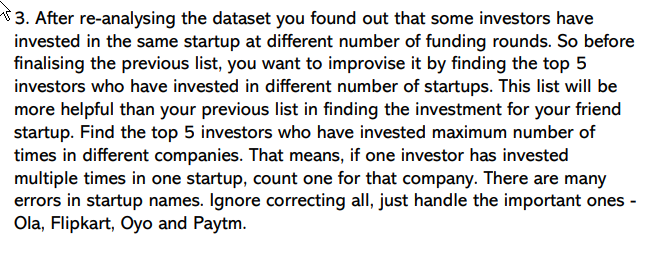 3. After re-analysing the dataset you found out that some investors have
invested in the same startup at different number of funding rounds. So before
finalising the previous list, you want to improvise it by finding the top 5
investors who have invested in different number of startups. This list will be
more helpful than your previous list in finding the investment for your friend
startup. Find the top 5 investors who have invested maximum number of
times in different companies. That means, if one investor has invested
multiple times in one startup, count one for that company. There are many
errors in startup names. Ignore correcting all, just handle the important ones -
Ola, Flipkart, Oyo and Paytm.